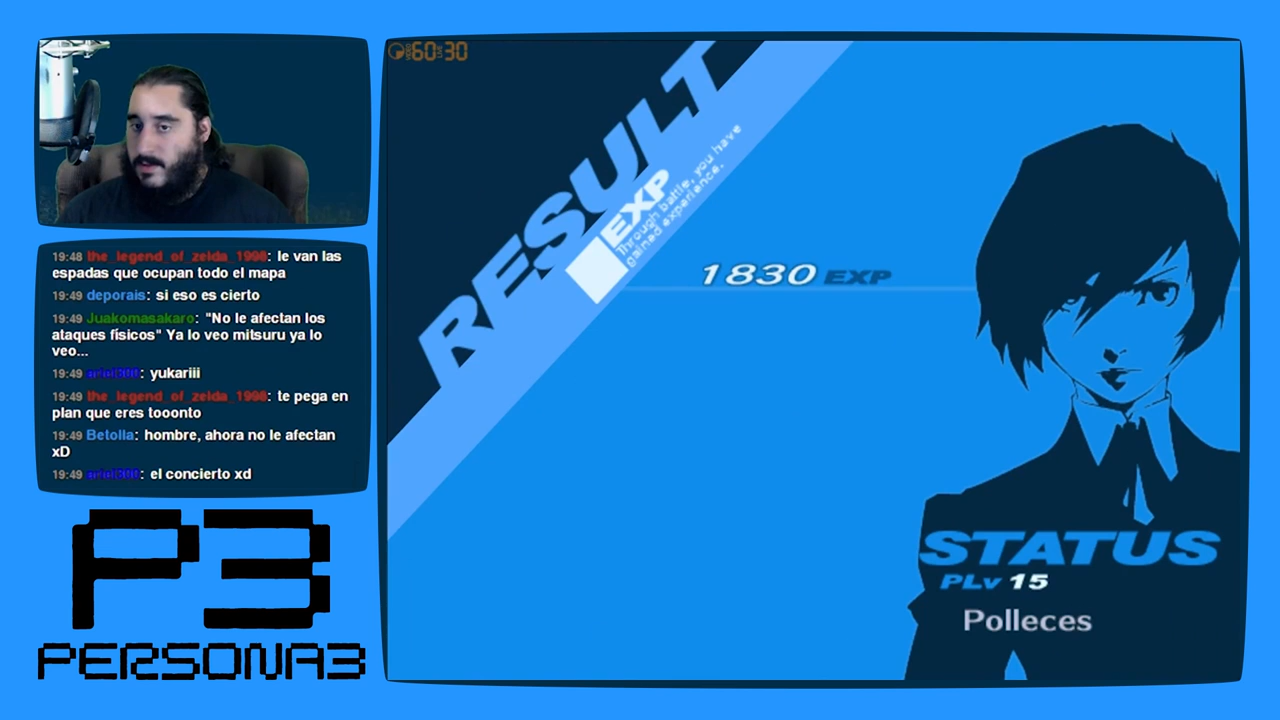 60 30
RESULT
EXP
Through battle, you have
gained experience.
1830 EXP
STATUS
PLv 15
Polleces
19:48 the_legend_of_zelda_1998: le van las
espadas que ocupan todo el mapa
19:49 deporais: si eso es cierto
19:49 Juakomasakaro: "No le afectan los
ataques físicos" Ya lo veo mitsuru ya lo
veo...
19:49 : yukariii
19:49 the_legend_of_zelda_1998: te pega en
plan que eres tooonto
19:49 Betolla: hombre, ahora no le afectan
xD
19:49 : el concierto xd
P3
PERSONA3